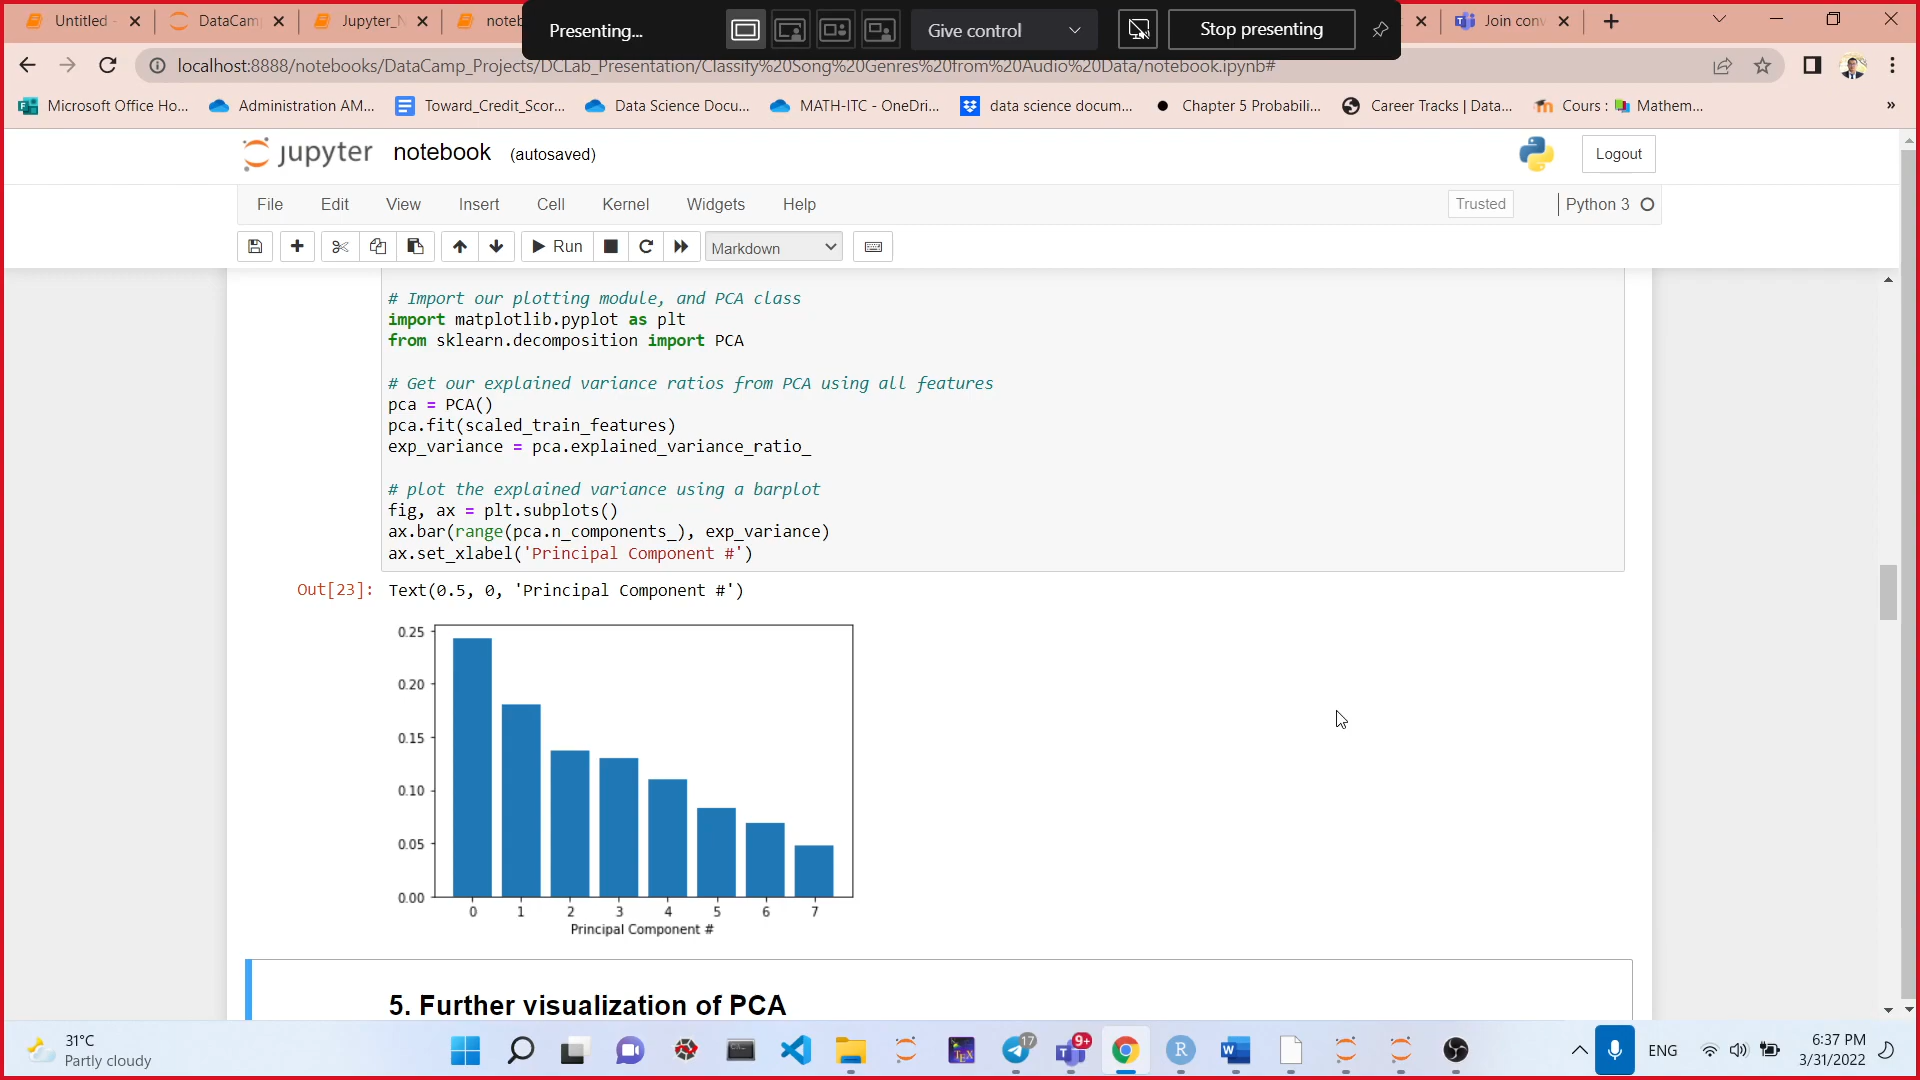 Untitled
DataCam
Jupyter_N
noteb
Presenting...
Give control
Stop presenting
Join conv
localhost:8888/notebooks/DataCamp_Projects/DCLab_Presentation/Classify%20Song%20Genres%20from%20Audio%20Data/notebook.ipynb#
Microsoft Office Ho...
Administration AM...
Toward_Credit_Scor...
Data Science Docu...
MATH-ITC - OneDri...
data science docum...
Chapter 5 Probabili...
Career Tracks | Data...
Cours :
Mathem...
»
jupyter notebook (autosaved)
Logout
File Edit View Insert Cell Kernel Widgets Help
Trusted
Python 3
Run
Markdown
# Import our plotting module, and PCA class
import matplotlib.pyplot as plt
from sklearn.decomposition import PCA
# Get our explained variance ratios from PCA using all features
pca = PCA()
pca.fit(scaled_train_features)
exp_variance = pca.explained_variance_ratio_
# plot the explained variance using a barplot
fig, ax = plt.subplots()
ax.bar(range(pca.n_components_), exp_variance)
ax.set_xlabel('Principal Component #')
Out[23]: Text(0.5, 0, 'Principal Component #')
0.25
0.20
0.15
0.10
0.05
0.00
0 1 2 3 4 5 6 7
Principal Component #
5. Further visualization of PCA
31°C
Partly cloudy
TEX
17
9+
R
ENG
6:37 PM
3/31/2022